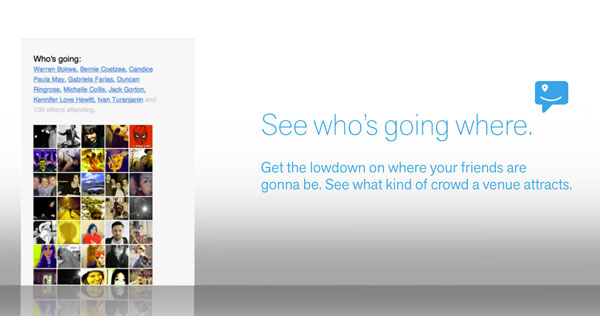 Who's going:
Warren Bokwe, Bernie Coetzee, Candice
Paula May, Gabriela Farias, Duncan
Ringrose, Michelle Collis, Jack Gorton,
Kennifer Love Hewitt, Ivan Turanjanin and
100 others attending.
See who's going where.
Get the lowdown on where your friends are
gonna be. See what kind of crowd a venue attracts.